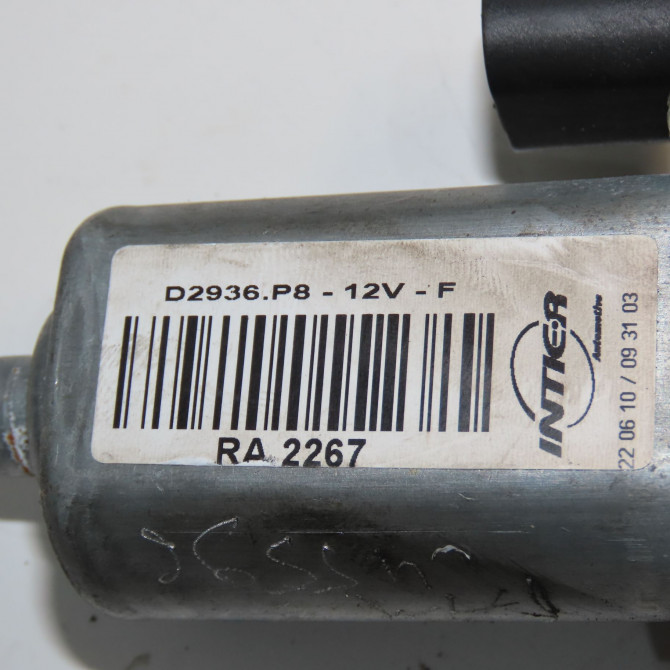 D2936.P8 - 12V - F
RA 2267
INTIER
Automotive
22 06 10 / 09 31 03